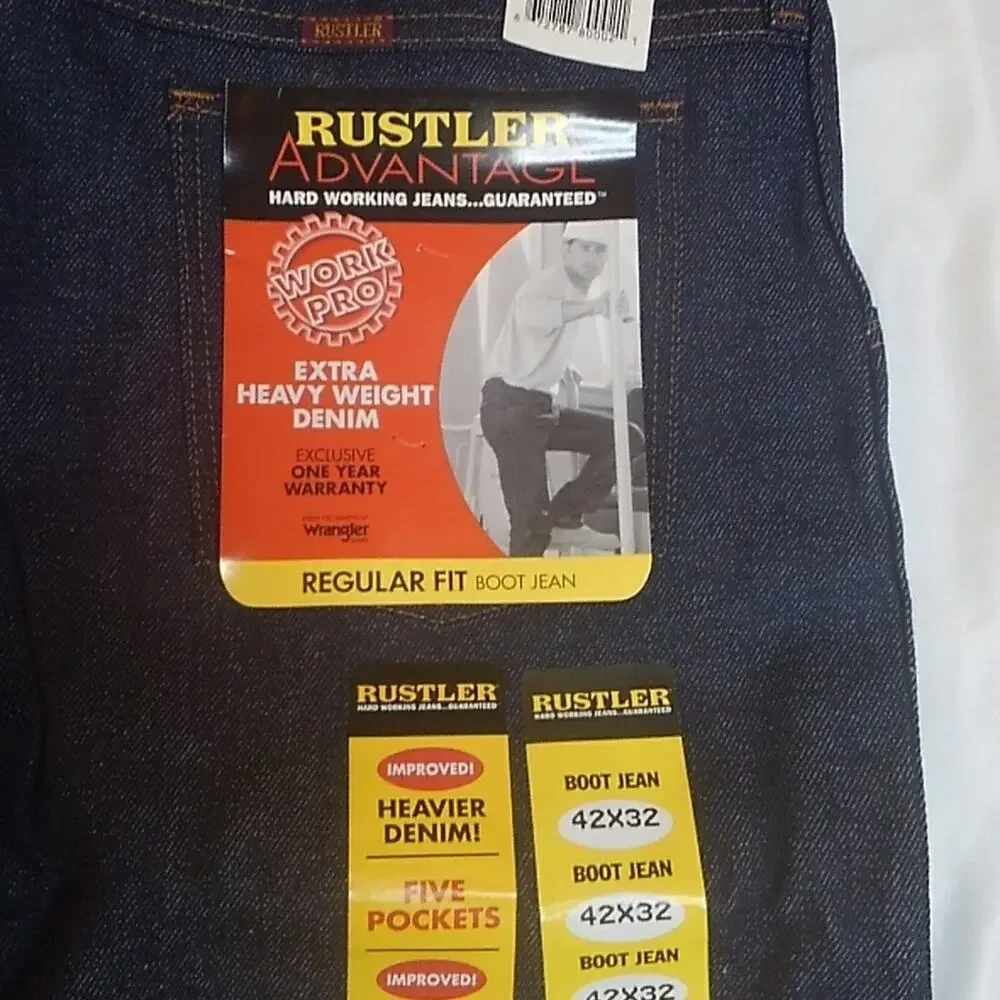 RUSTLER
RUSTLER
ADVANTAGE
HARD WORKING JEANS...GUARANTEED™
WORK
PRO
EXTRA
HEAVY WEIGHT
DENIM
EXCLUSIVE
ONE YEAR
WARRANTY
Wrangler
REGULAR FIT BOOT JEAN
RUSTLER
HARD WORKING JEANS...GUARANTEED
IMPROVED!
HEAVIER
DENIM!
FIVE
POCKETS
IMPROVED!
RUSTLER
HARD WORKING JEANS...GUARANTEED
BOOT JEAN
42X32
BOOT JEAN
42X32
BOOT JEAN
42X32